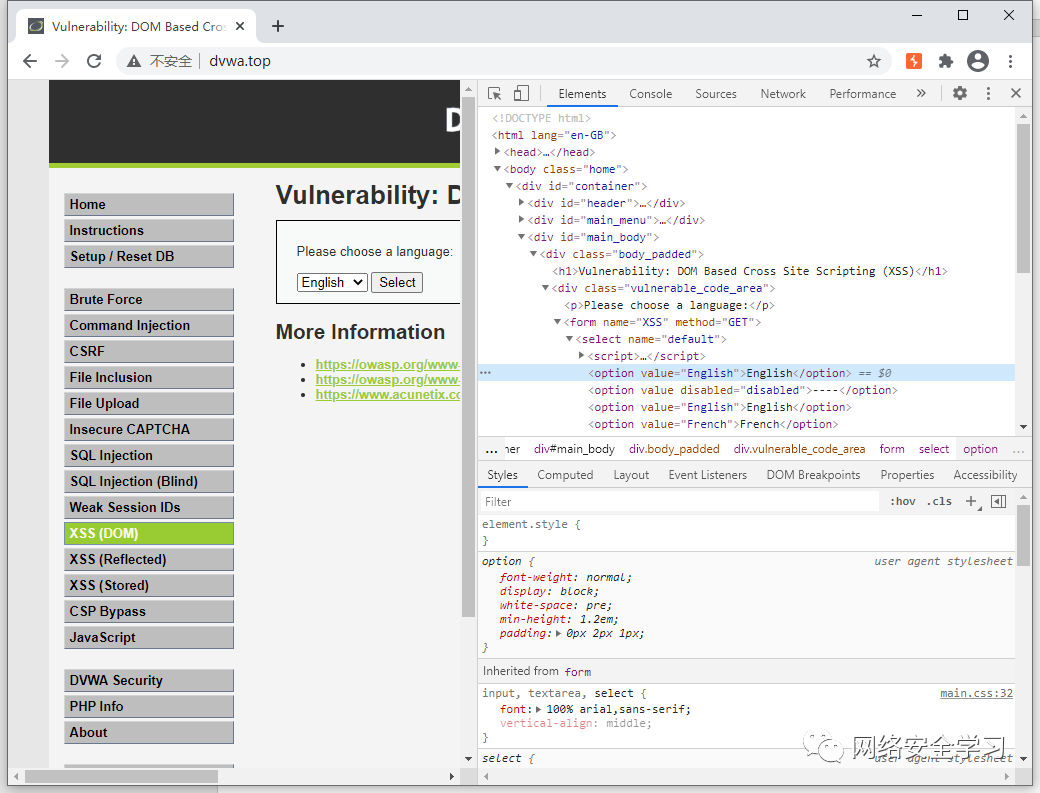 Vulnerability: DOM Based Cros
不安全 | dvwa.top
D
Home
Instructions
Setup / Reset DB
Brute Force
Command Injection
CSRF
File Inclusion
File Upload
Insecure CAPTCHA
SQL Injection
SQL Injection (Blind)
Weak Session IDs
XSS (DOM)
XSS (Reflected)
XSS (Stored)
CSP Bypass
JavaScript
DVWA Security
PHP Info
About
Vulnerability: D
Please choose a language:
English Select
More Information
https://owasp.org/www-
https://owasp.org/www-
https://www.acunetix.co
Elements Console Sources Network Performance »
<!DOCTYPE html>
<html lang="en-GB">
<head>…</head>
<body class="home">
<div id="container">
<div id="header">…</div>
<div id="main_menu">…</div>
<div id="main_body">
<div class="body_padded">
<h1>Vulnerability: DOM Based Cross Site Scripting (XSS)</h1>
<div class="vulnerable_code_area">
<p>Please choose a language:</p>
<form name="XSS" method="GET">
<select name="default">
<script>…</script>
<option value="English">English</option> == $0
<option value disabled="disabled">----</option>
<option value="English">English</option>
<option value="French">French</option>
… ner div#main_body div.body_padded div.vulnerable_code_area form select option …
Styles Computed Layout Event Listeners DOM Breakpoints Properties Accessibility
Filter :hov .cls +
element.style {
}
option { user agent stylesheet
font-weight: normal;
display: block;
white-space: pre;
min-height: 1.2em;
padding: 0px 2px 1px;
}
Inherited from form
input, textarea, select { main.css:32
font: 100% arial,sans-serif;
vertical-align: middle;
}
select { user agent stylesheet
网络安全学习